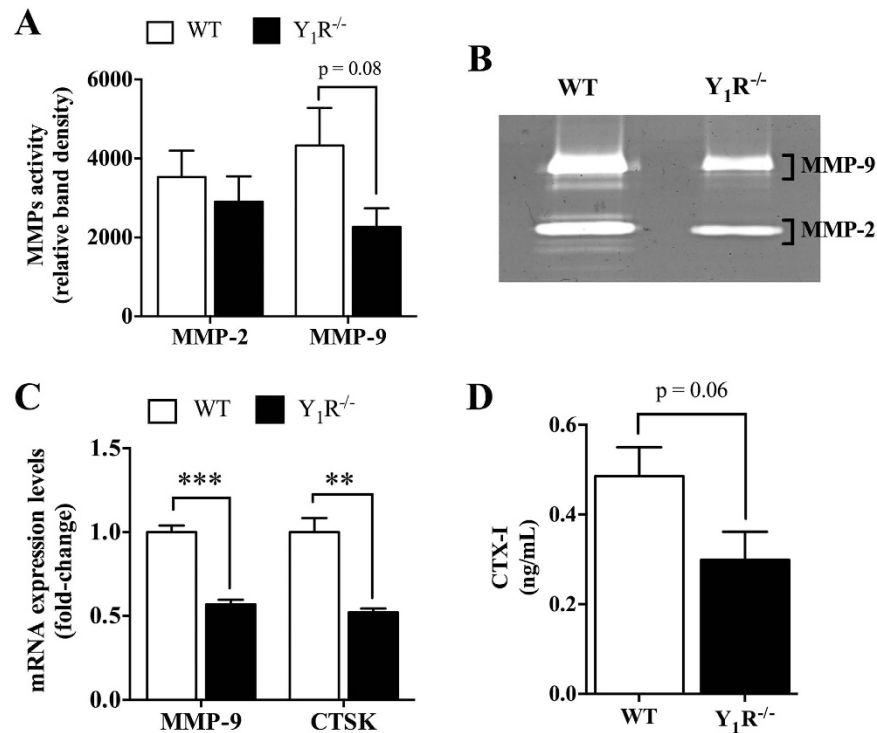 A
WT Y₁R⁻/⁻
p = 0.08
6000
4000
2000
0
MMPs activity
(relative band density)
MMP-2 MMP-9
B
WT Y₁R⁻/⁻
MMP-9
MMP-2
C
WT Y₁R⁻/⁻
1.5
1.0
0.5
0.0
mRNA expression levels
(fold-change)
*** **
MMP-9 CTSK
D
p = 0.06
0.6
0.4
0.2
0.0
CTX-I
(ng/mL)
WT Y₁R⁻/⁻